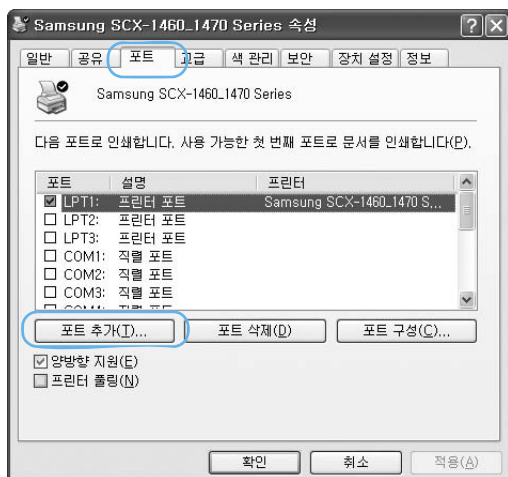 Samsung SCX-1460_1470 Series 속성
일반 공유 포트 고급 색 관리 보안 장치 설정 정보
Samsung SCX-1460_1470 Series
다음 포트로 인쇄합니다. 사용 가능한 첫 번째 포트로 문서를 인쇄합니다(P).
포트 설명 프린터
LPT1: 프린터 포트 Samsung SCX-1460_1470 S...
LPT2: 프린터 포트
LPT3: 프린터 포트
COM1: 직렬 포트
COM2: 직렬 포트
COM3: 직렬 포트
포트 추가(T)... 포트 삭제(D) 포트 구성(C)...
양방향 지원(E)
프린터 풀링(N)
확인 취소 적용(A)